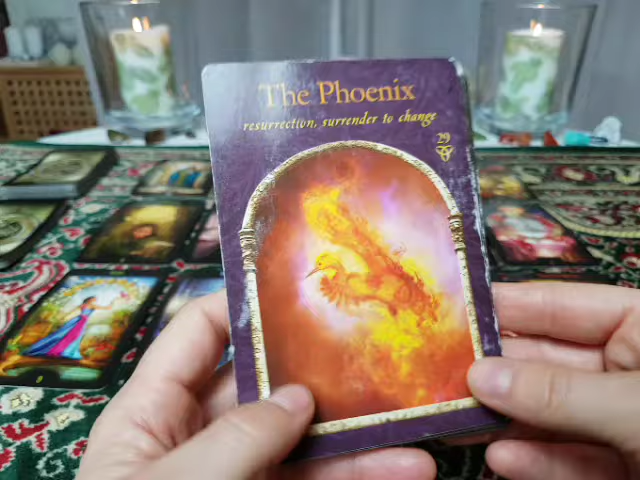 The Phoenix
resurrection, surrender to change
29